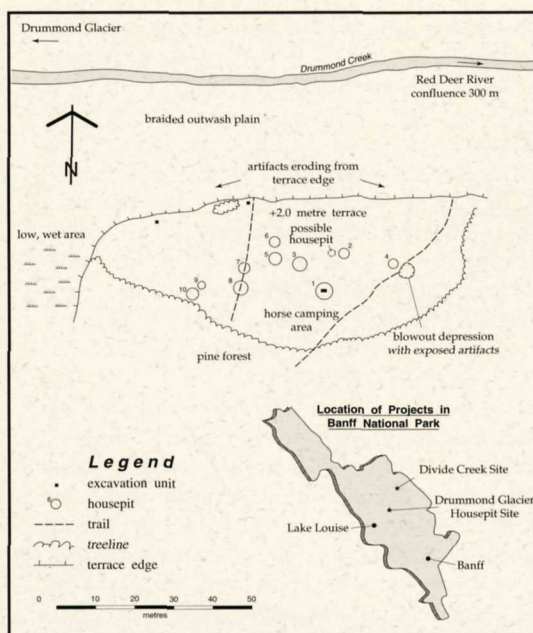 Drummond Glacier
Drummond Creek
Red Deer River
confluence 300 m
braided outwash plain
N
artifacts eroding from
terrace edge
+2.0 metre terrace
possible
housepit
low, wet area
6
2
7
5
3
4
9
8
10
1
horse camping
area
blowout depression
with exposed artifacts
pine forest
Location of Projects in
Banff National Park
Divide Creek Site
Drummond Glacier
Housepit Site
Lake Louise
Banff
Legend
excavation unit
6
housepit
trail
treeline
terrace edge
0 10 20 30 40 50
metres